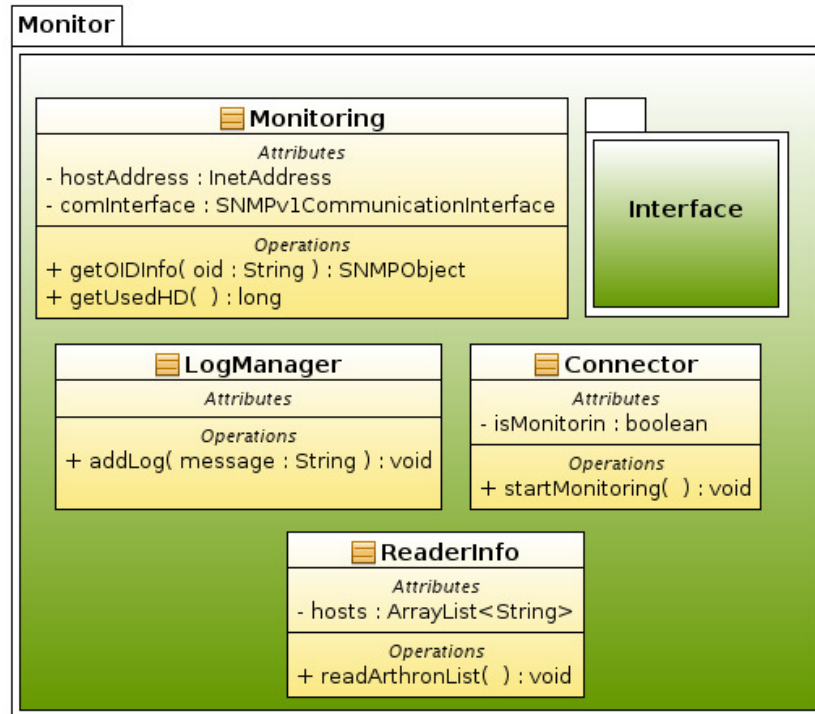 Monitor
Monitoring
Attributes
- hostAddress : InetAddress
- comInterface : SNMPv1CommunicationInterface
Operations
+ getOIDInfo( oid : String ) : SNMPObject
+ getUsedHD(  ) : long
Interface
LogManager
Attributes
Operations
+ addLog( message : String ) : void
Connector
Attributes
- isMonitorin : boolean
Operations
+ startMonitoring(  ) : void
ReaderInfo
Attributes
- hosts : ArrayList<String>
Operations
+ readArthronList(  ) : void